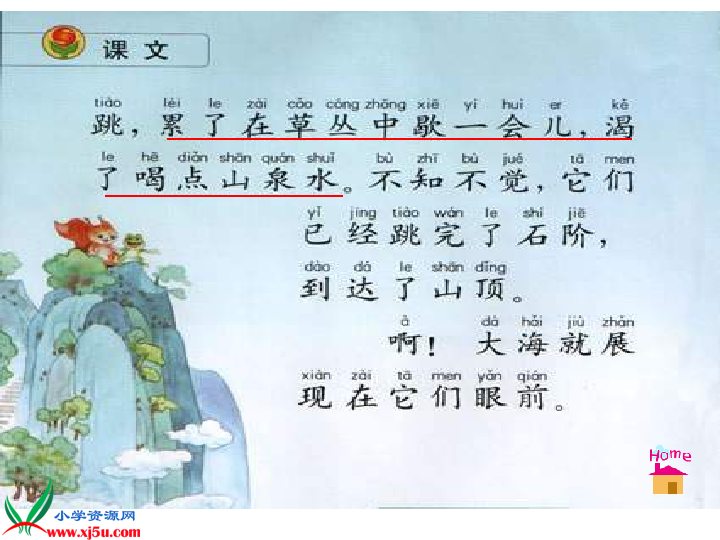 课文
tiào lèi le zài cǎo cóng zhōng xiē yí huì er kě
跳，累了在草丛中歇一会儿，渴
le hē diǎn shān quán shuǐ bù zhī bù jué tā men
了喝点山泉水。不知不觉，它们
yǐ jing tiào wán le shí jiē
已经跳完了石阶，
dào dá le shān dǐng
到达了山顶。
à dà hǎi jiù zhǎn
啊！大海就展
xiàn zài tā men yǎn qián
现在它们眼前。
Home
小学资源网
www.xj5u.com